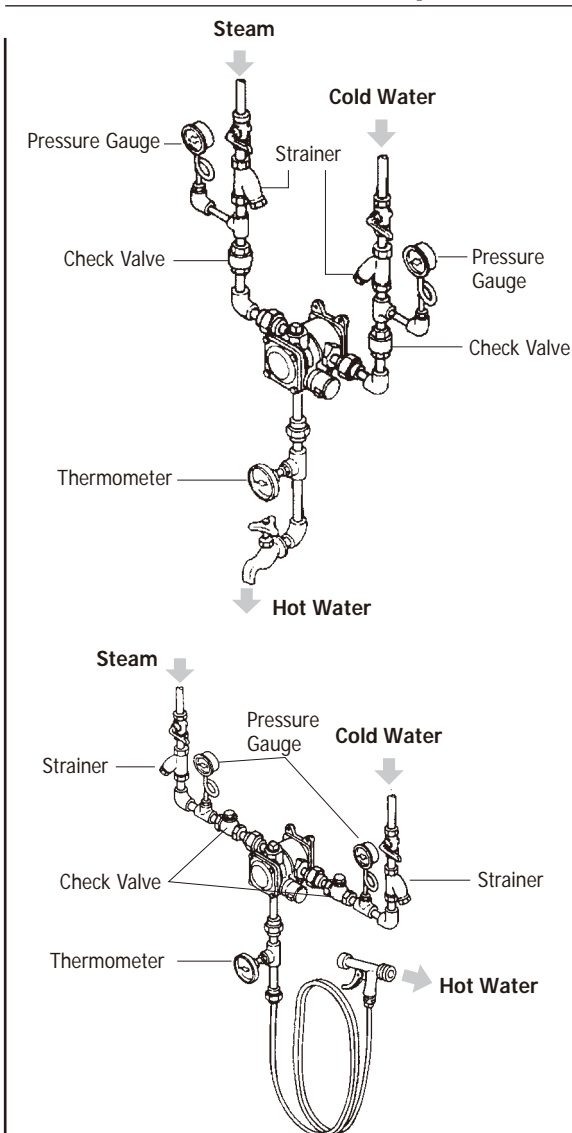 Steam
Cold Water
Pressure Gauge
Strainer
Check Valve
Pressure
Gauge
Check Valve
Thermometer
Hot Water
Steam
Pressure
Gauge
Cold Water
Strainer
Check Valve
Strainer
Thermometer
Hot Water